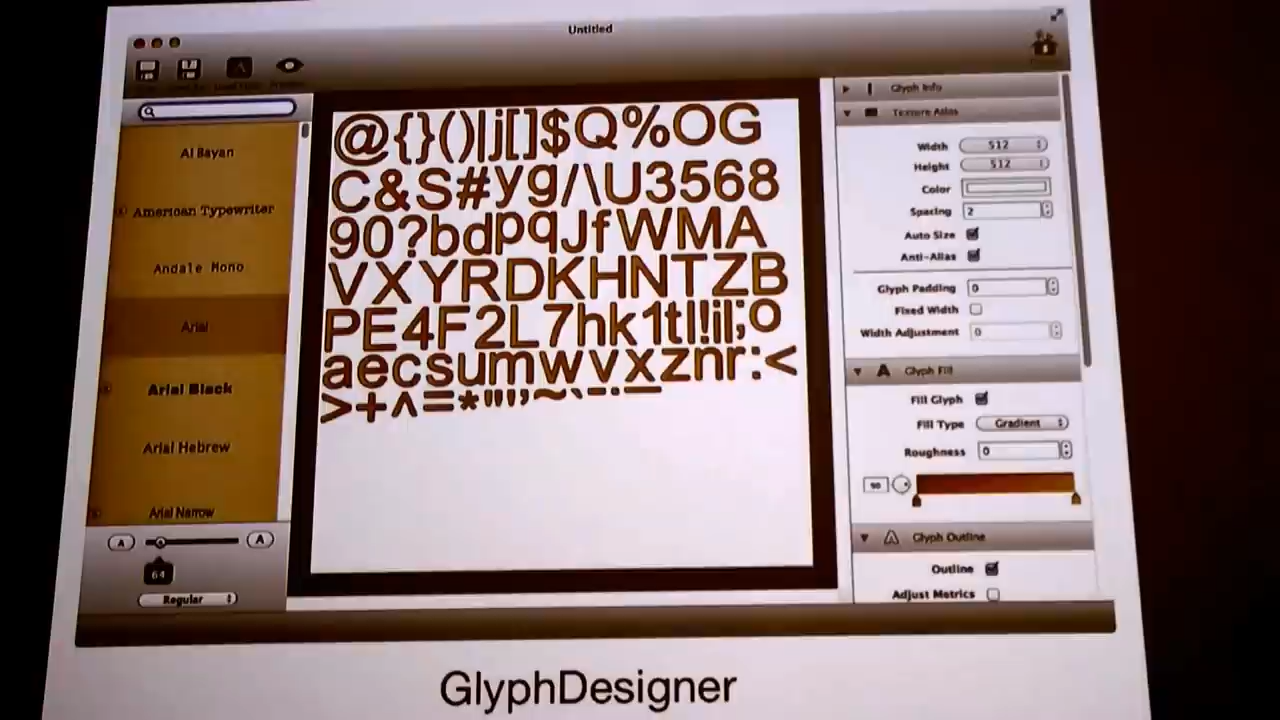 Untitled
Al Bayan
American Typewriter
Andale Mono
Arial
Arial Black
Arial Hebrew
Arial Narrow
A
A
64
Regular
@{}()|j[]$Q%OG
C&S#yg/\U3568
90?bdpqJfWMA
VXYRDKHNTZB
PE4F2L7hk1tI!il;o
aecsumwvxznr:<
>+^=*"',~`-._
Glyph Info
Texture Atlas
Width 512
Height 512
Color
Spacing 2
Auto Size
Anti-Alias
Glyph Padding 0
Fixed Width
Width Adjustment 0
A Glyph Fill
Fill Glyph
Fill Type Gradient
Roughness 0
90
A Glyph Outline
Outline
Adjust Metrics
GlyphDesigner